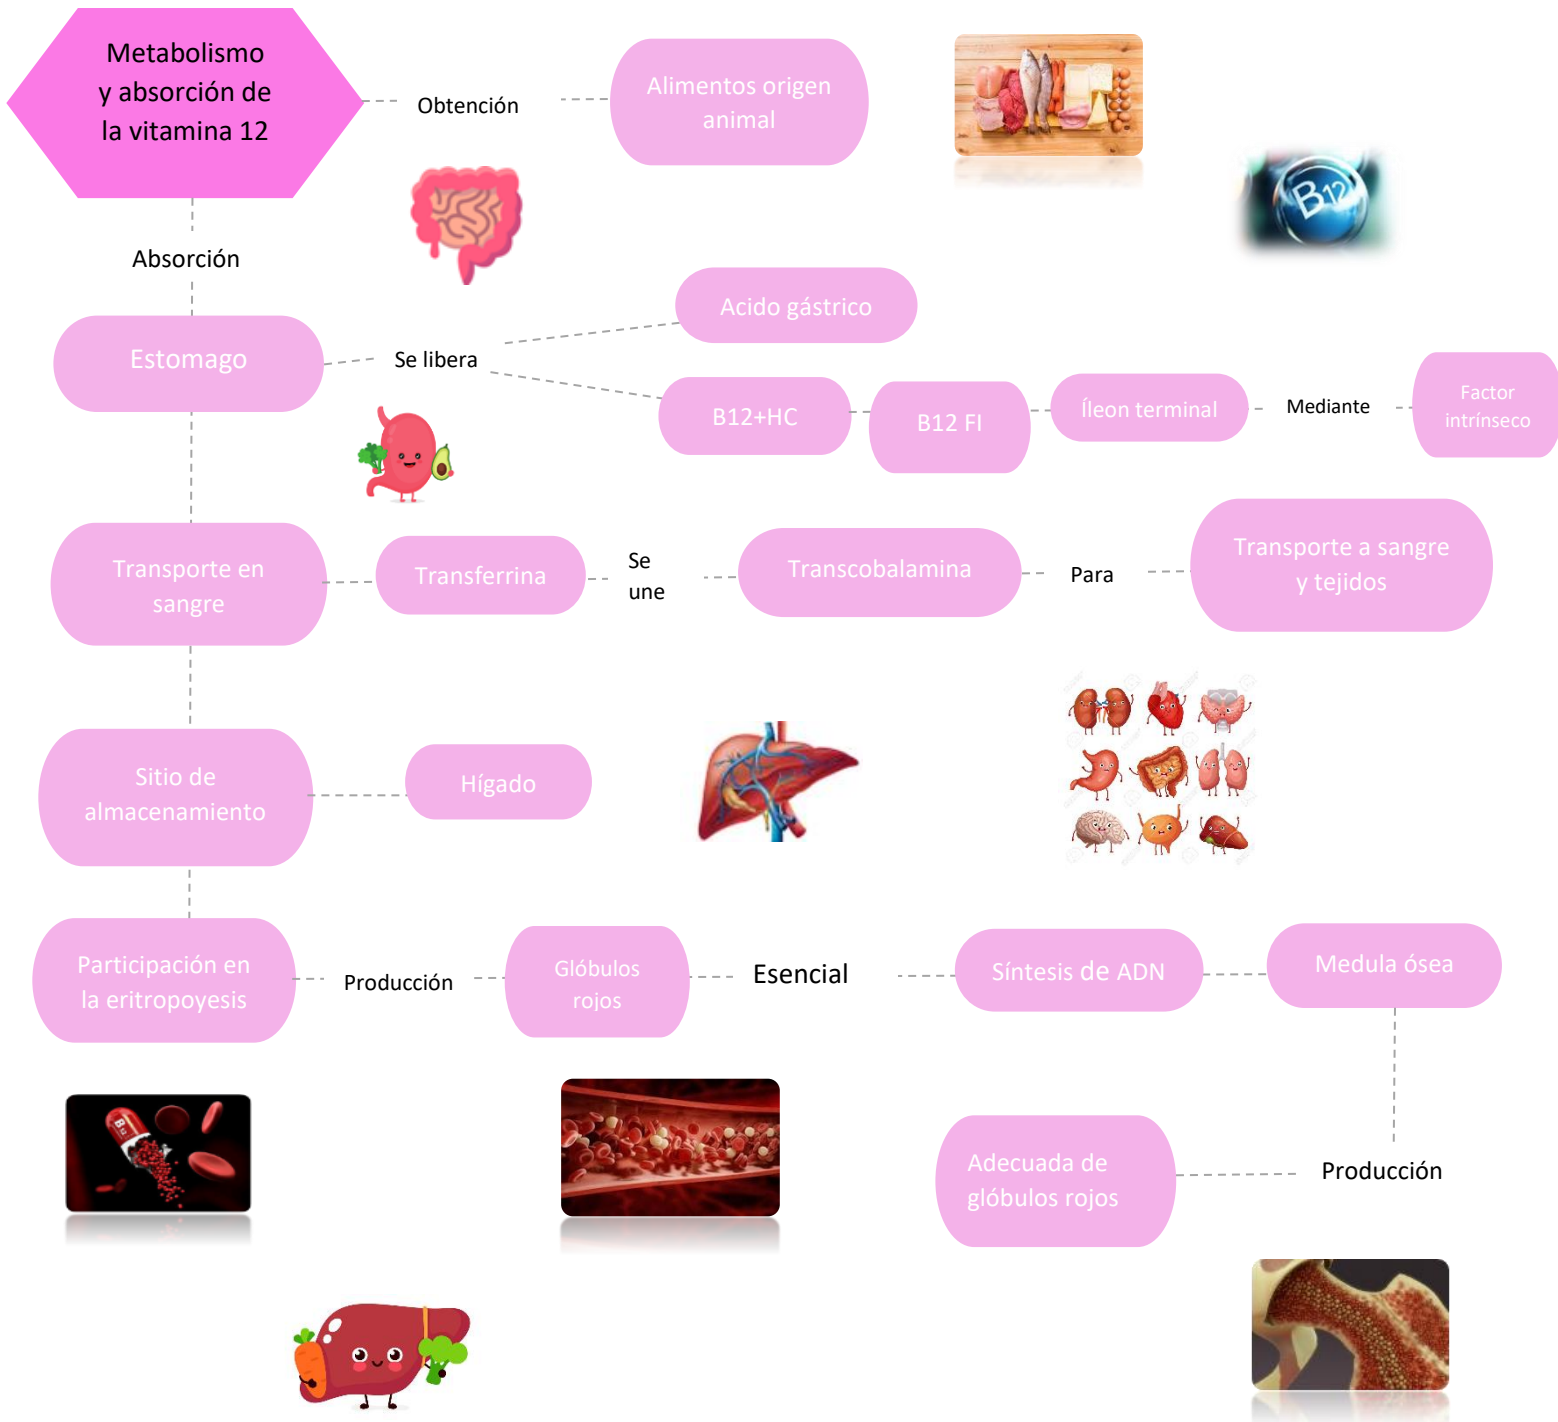 Metabolismo
y absorción de
la vitamina 12
Obtención
Alimentos origen
animal
B12
Absorción
Estomago
Se libera
Acido gástrico
B12+HC
B12 FI
Íleon terminal
Mediante
Factor
intrínseco
Transporte en
sangre
Transferrina
Se
une
Transcobalamina
Para
Transporte a sangre
y tejidos
Sitio de
almacenamiento
Hígado
Participación en
la eritropoyesis
Producción
Glóbulos
rojos
Esencial
Síntesis de ADN
Medula ósea
B12
Adecuada de
glóbulos rojos
Producción